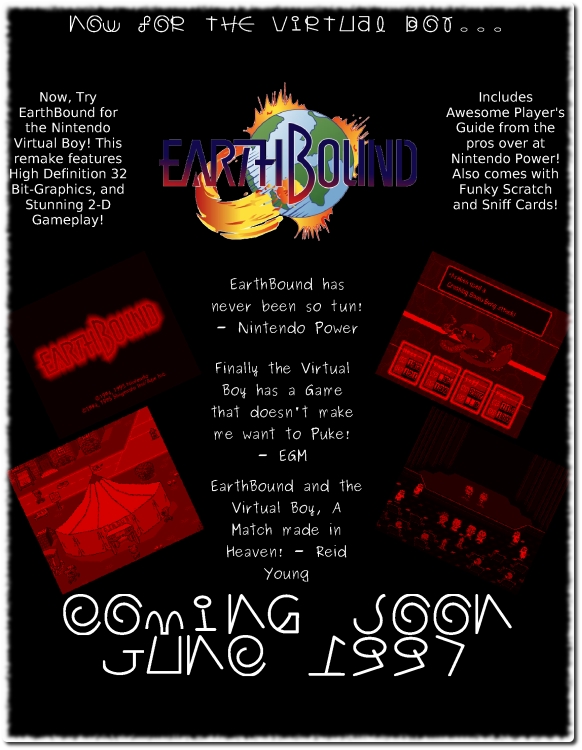 Now for the Virtual Boy...
Now, Try
EarthBound for
the Nintendo
Virtual Boy! This
remake features
High Definition 32
Bit-Graphics, and
Stunning 2-D
Gameplay!
EARTHBOUND
Includes
Awesome Player's
Guide from the
pros over at
Nintendo Power!
Also comes with
Funky Scratch
and Sniff Cards!
EarthBound has
never been so fun!
- Nintendo Power
Finally the Virtual
Boy has a Game
that doesn't make
me want to Puke!
- EGM
EarthBound and the
Virtual Boy, A
Match made in
Heaven! - Reid
Young
EARTHBOUND
Coming Soon
June 1997